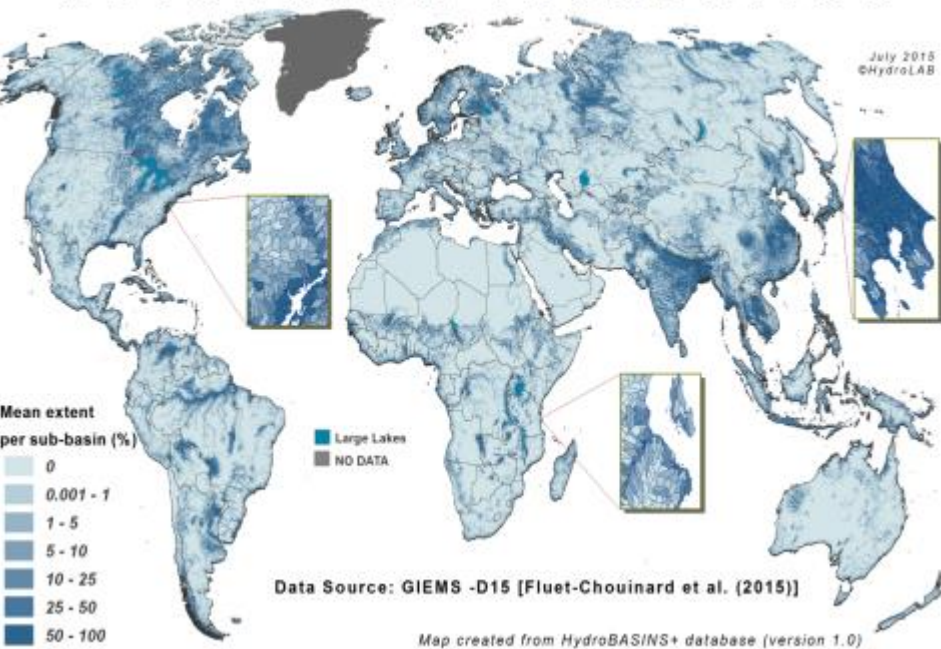 July 2015
©HydroLAB
Mean extent
per sub-basin (%)
0
0.001 - 1
1 - 5
5 - 10
10 - 25
25 - 50
50 - 100
Large Lakes
NO DATA
Data Source: GIEMS -D15 [Fluet-Chouinard et al. (2015)]
Map created from HydroBASINS+ database (version 1.0)